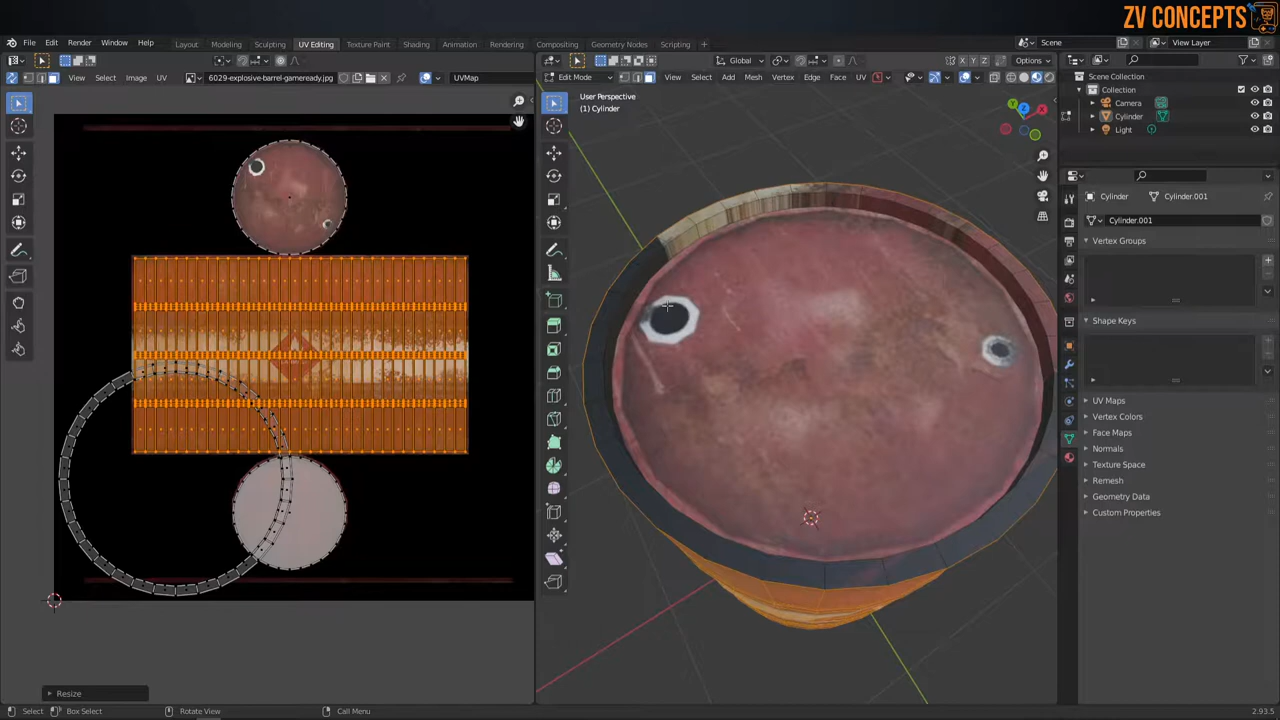 ZV CONCEPTS
File Edit Render Window Help
Layout Modeling Sculpting UV Editing Texture Paint Shading Animation Rendering Compositing Geometry Nodes Scripting +
Scene
View Layer
View Select Image UV
6029-explosive-barrel-gameready.jpg
UVMap
Global
Options
X Y Z
Edit Mode
View Select Add Mesh Vertex Edge Face UV
User Perspective
(1) Cylinder
Scene Collection
Collection
Camera
Cylinder
Light
Cylinder
Cylinder.001
Cylinder.001
Vertex Groups
Shape Keys
UV Maps
Vertex Colors
Face Maps
Normals
Texture Space
Remesh
Geometry Data
Custom Properties
Resize
Select
Box Select
Rotate View
Call Menu
2.93.5